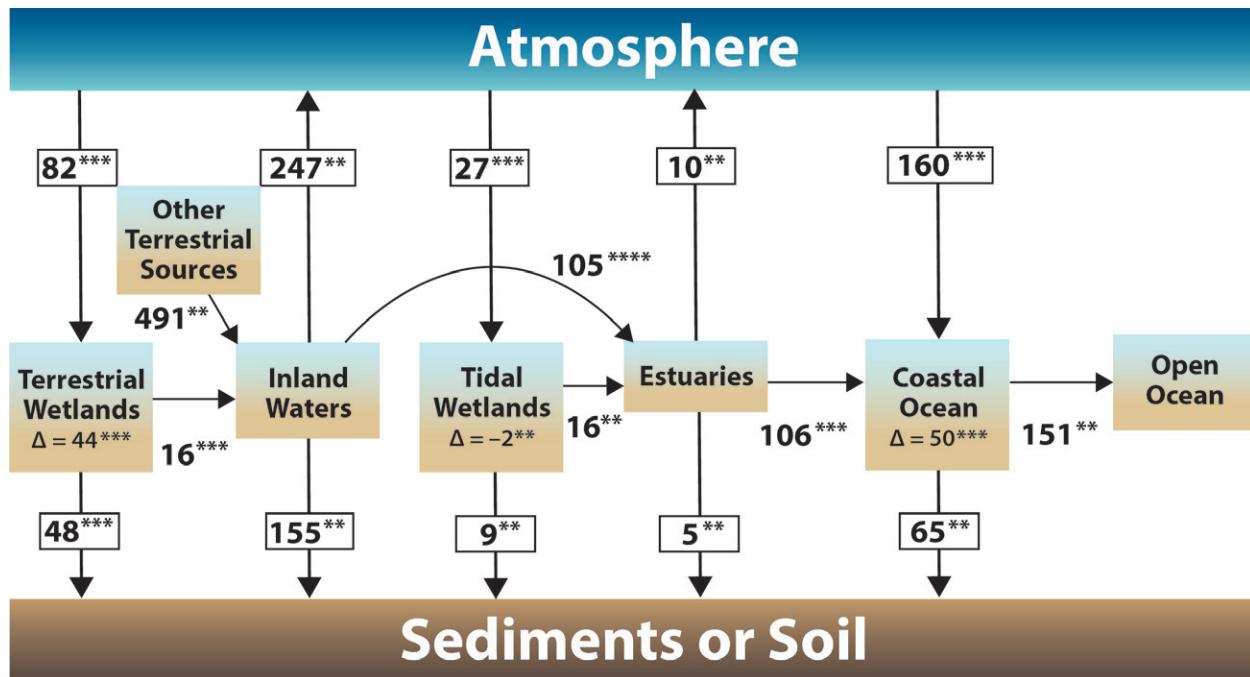 Atmosphere
82***
247**
27***
10**
160***
Other
Terrestrial
Sources
491**
105****
Terrestrial
Wetlands
Δ = 44***
16***
Inland
Waters
Tidal
Wetlands
Δ = –2**
16**
Estuaries
106***
Coastal
Ocean
Δ = 50***
151**
Open
Ocean
48***
155**
9**
5**
65**
Sediments or Soil